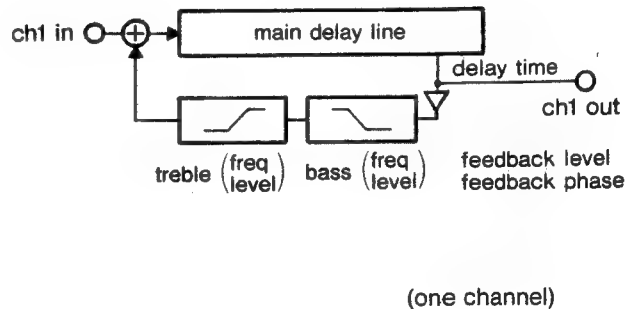 ch1 in
main delay line
delay time
ch1 out
treble (freq level)
bass (freq level)
feedback level
feedback phase
(one channel)